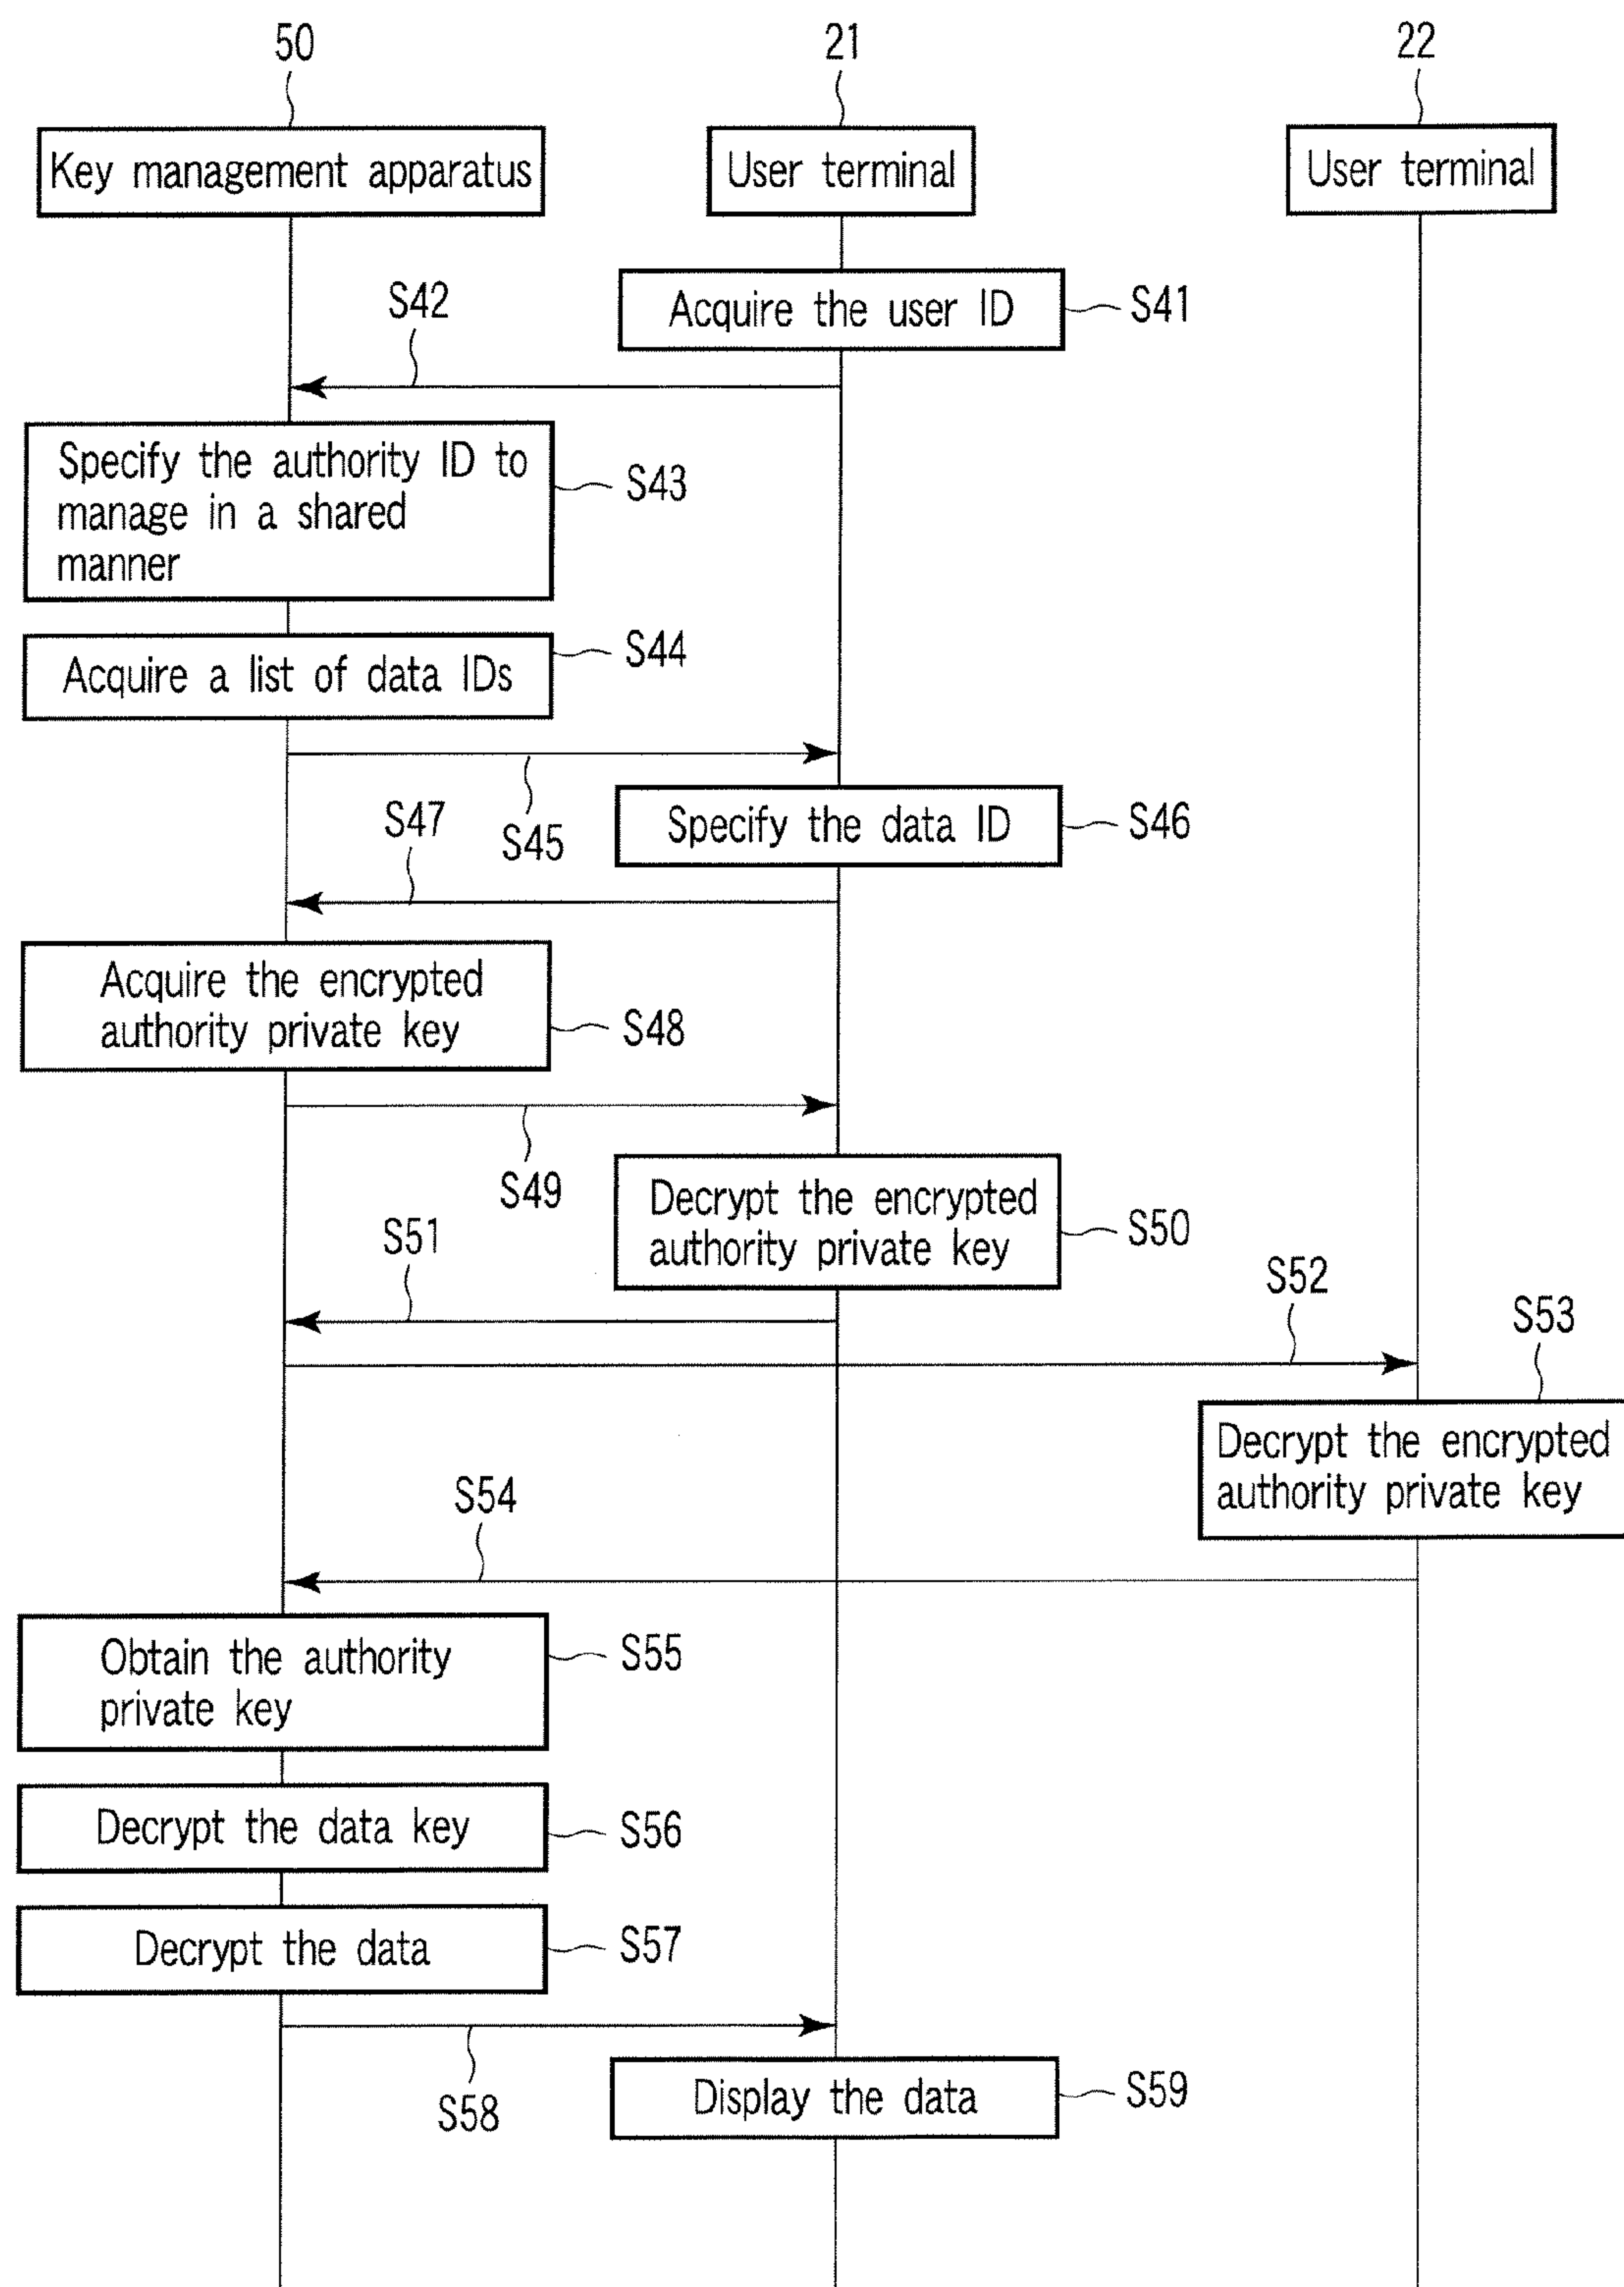 50
21
22
Key management apparatus
User terminal
User terminal
Acquire the user ID
S41
S42
Specify the authority ID to
manage in a shared
manner
S43
Acquire a list of data IDs
S44
S45
Specify the data ID
S46
S47
Acquire the encrypted
authority private key
S48
S49
Decrypt the encrypted
authority private key
S50
S51
S52
S53
Decrypt the encrypted
authority private key
S54
Obtain the authority
private key
S55
Decrypt the data key
S56
Decrypt the data
S57
S58
Display the data
S59